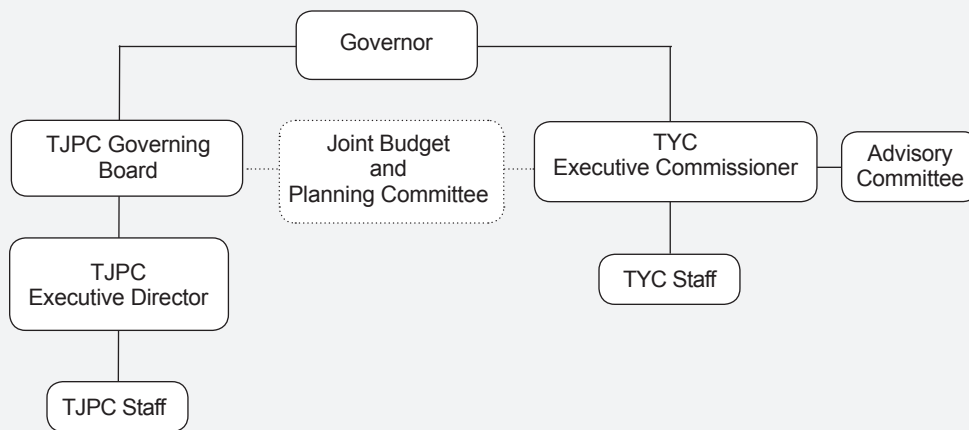 Governor
TJPC Governing
Board
Joint Budget
and
Planning Committee
TYC
Executive Commissioner
Advisory
Committee
TJPC
Executive Director
TYC Staff
TJPC Staff